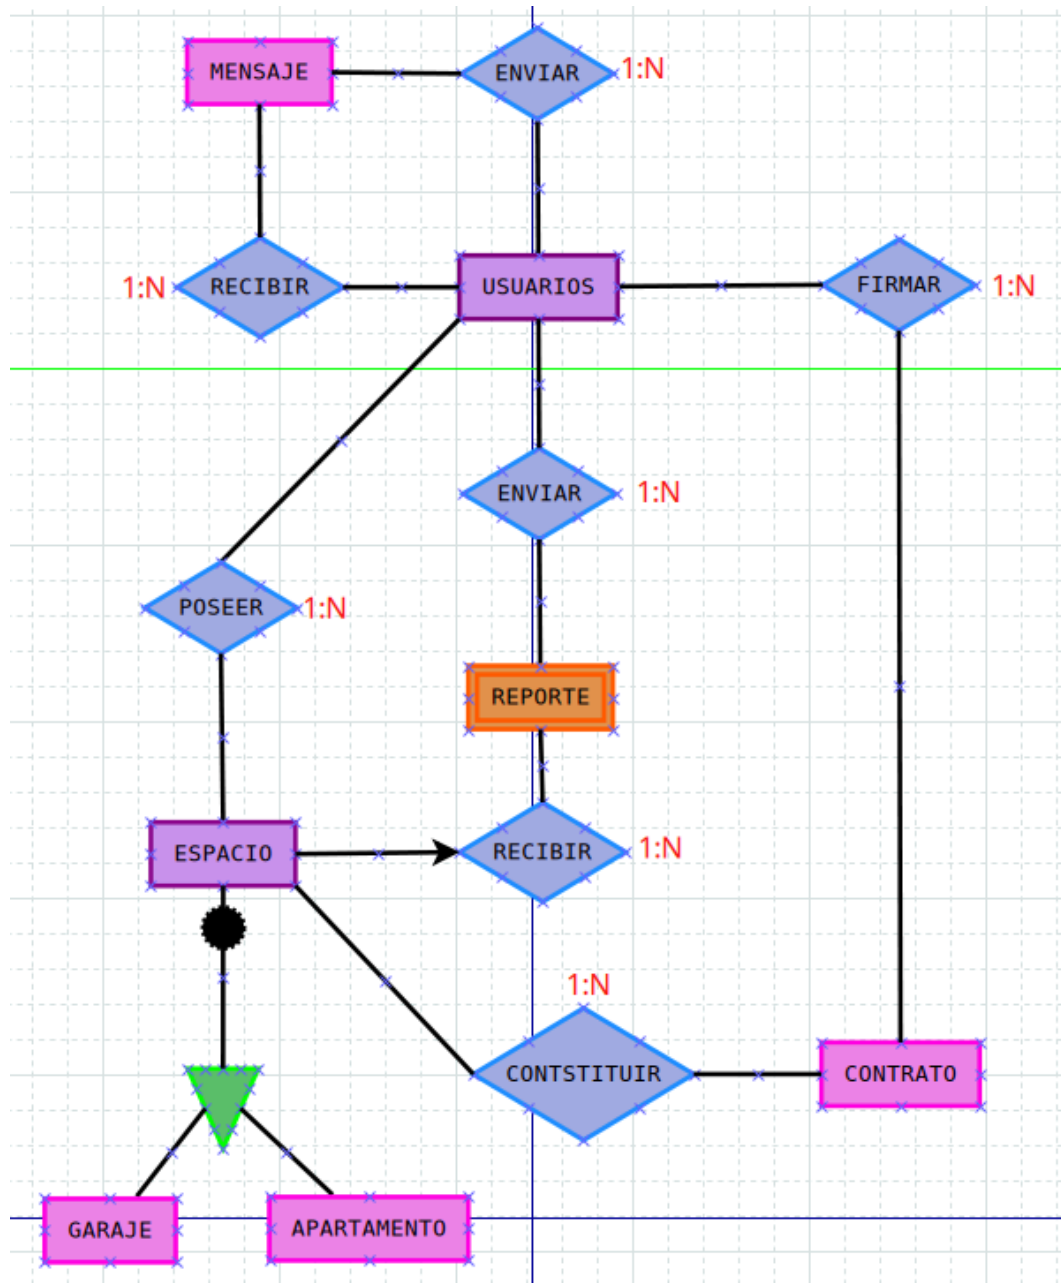 MENSAJE
ENVIAR
1:N
1:N
RECIBIR
USUARIOS
FIRMAR
1:N
ENVIAR
1:N
POSEER
1:N
REPORTE
ESPACIO
RECIBIR
1:N
1:N
CONTSTITUIR
CONTRATO
GARAJE
APARTAMENTO